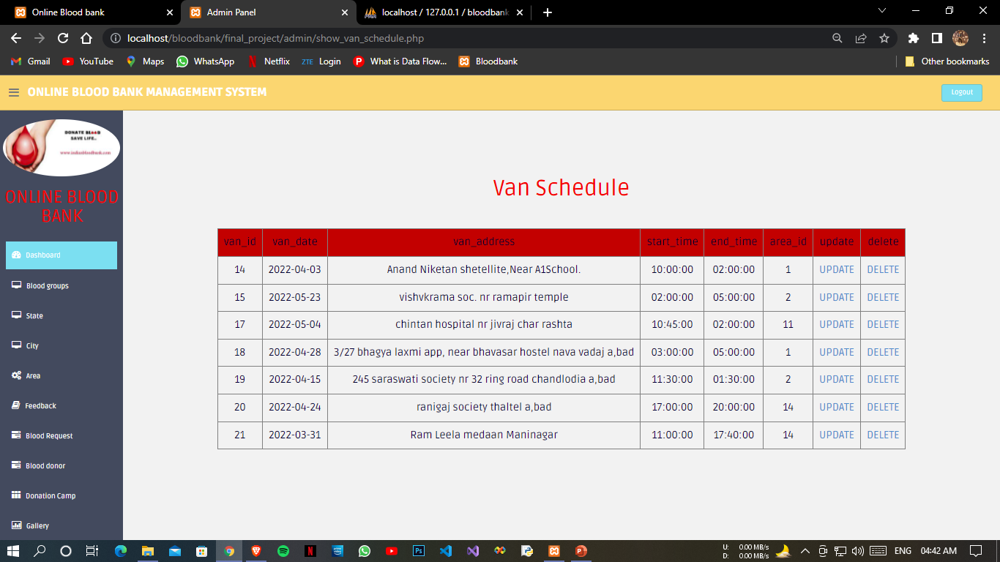 Online Blood bank
Admin Panel
localhost / 127.0.0.1 / bloodbank
localhost/bloodbank/final_project/admin/show_van_schedule.php
Gmail YouTube Maps WhatsApp Netflix ZTE Login What is Data Flow... Bloodbank Other bookmarks
ONLINE BLOOD BANK MANAGEMENT SYSTEM Logout
DONATE BLOOD
SAVE LIFE..
www.indianbloodbank.com
ONLINE BLOOD
BANK
Dashboard
Blood groups
State
City
Area
Feedback
Blood Request
Blood donor
Donation Camp
Gallery
Van Schedule
van_id van_date van_address start_time end_time area_id update delete
14 2022-04-03 Anand Niketan shetellite,Near A1School. 10:00:00 02:00:00 1 UPDATE DELETE
15 2022-05-23 vishvkrama soc. nr ramapir temple 02:00:00 05:00:00 2 UPDATE DELETE
17 2022-05-04 chintan hospital nr jivraj char rashta 10:45:00 02:00:00 11 UPDATE DELETE
18 2022-04-28 3/27 bhagya laxmi app, near bhavasar hostel nava vadaj a,bad 03:00:00 05:00:00 1 UPDATE DELETE
19 2022-04-15 245 saraswati society nr 32 ring road chandlodia a,bad 11:30:00 01:30:00 2 UPDATE DELETE
20 2022-04-24 ranigaj society thaltel a,bad 17:00:00 20:00:00 14 UPDATE DELETE
21 2022-03-31 Ram Leela medaan Maninagar 11:00:00 17:40:00 14 UPDATE DELETE
U: 0.00 MB/s
D: 0.00 MB/s
ENG 04:42 AM